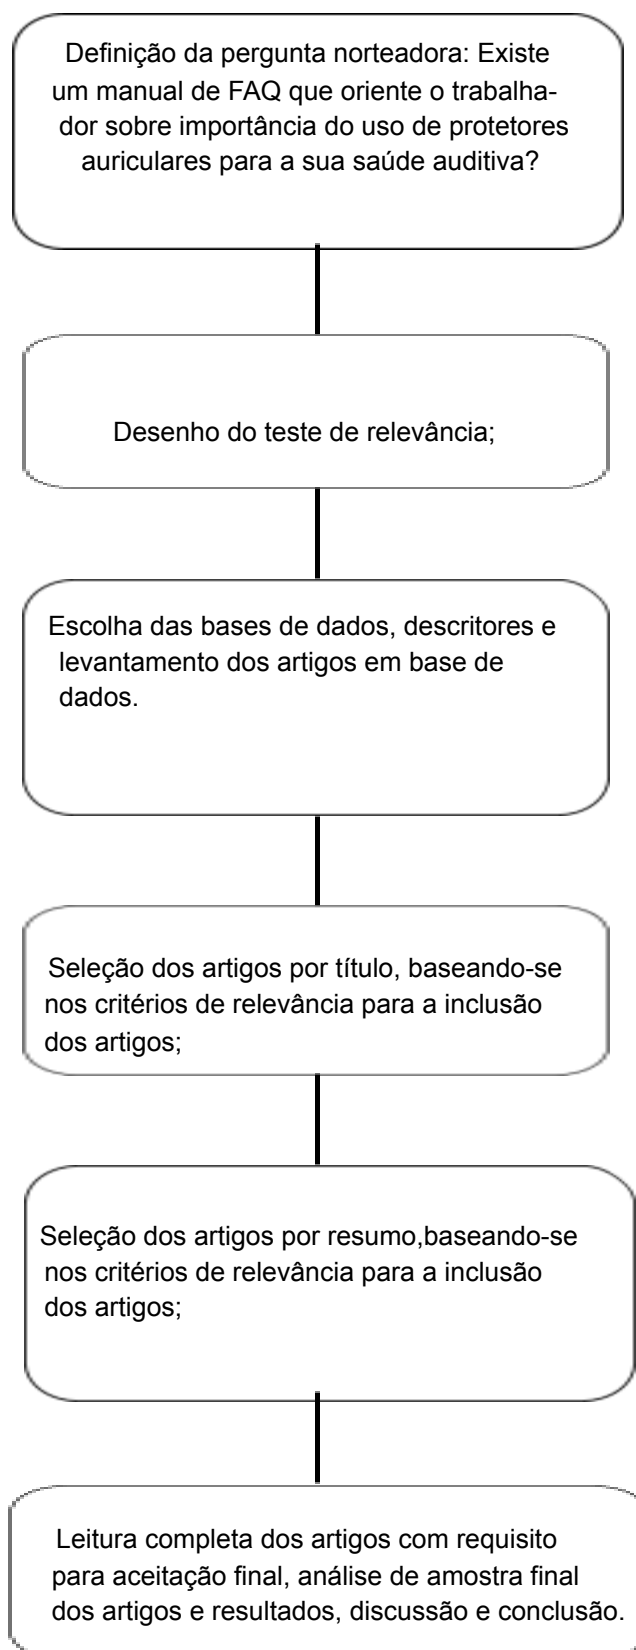 Definição da pergunta norteadora: Existe
um manual de FAQ que oriente o trabalha-
dor sobre importância do uso de protetores
auriculares para a sua saúde auditiva?
Desenho do teste de relevância;
Escolha das bases de dados, descritores e
levantamento dos artigos em base de
dados.
Seleção dos artigos por título, baseando-se
nos critérios de relevância para a inclusão
dos artigos;
Seleção dos artigos por resumo,baseando-se
nos critérios de relevância para a inclusão
dos artigos;
Leitura completa dos artigos com requisito
para aceitação final, análise de amostra final
dos artigos e resultados, discussão e conclusão.